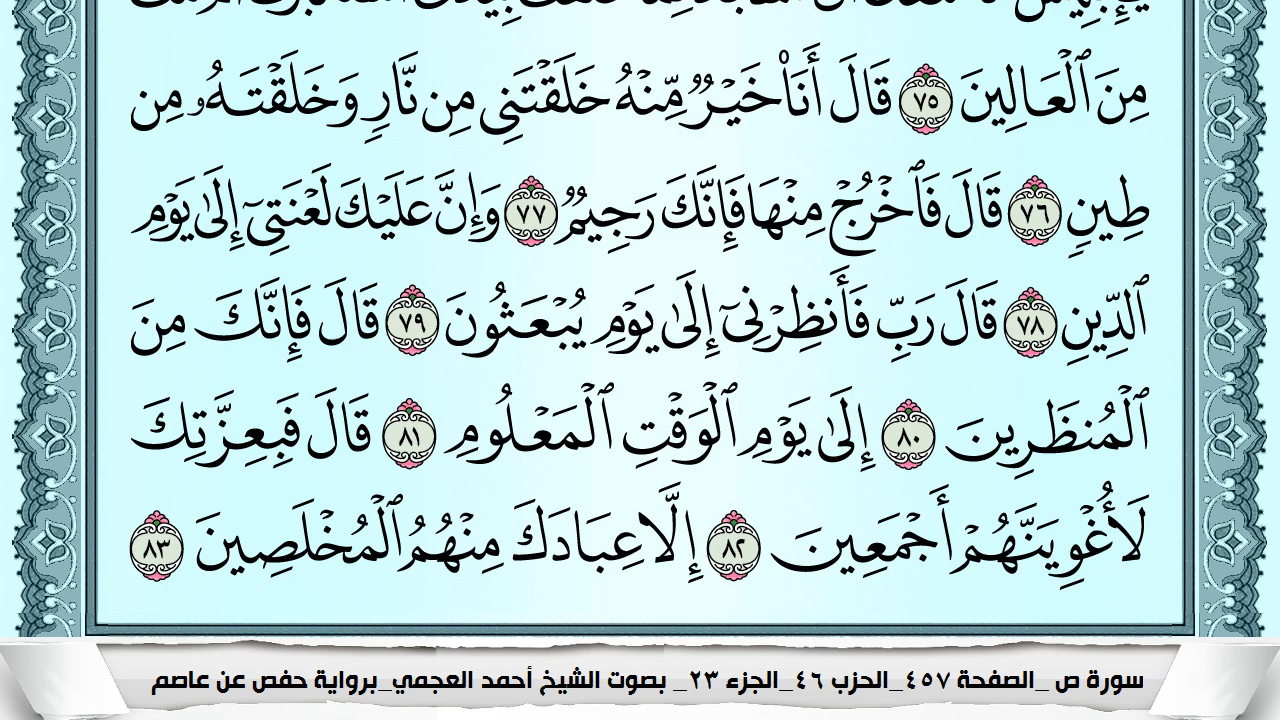 مِنَ ٱلْعَالِينَ ٧٥ قَالَ أَنَا۠ خَيْرٌ مِّنْهُ خَلَقْتَنِى مِن نَّارٍ وَخَلَقْتَهُۥ مِن
طِينٍ ٧٦ قَالَ فَٱخْرُجْ مِنْهَا فَإِنَّكَ رَجِيمٌ ٧٧ وَإِنَّ عَلَيْكَ لَعْنَتِىٓ إِلَىٰ يَوْمِ
ٱلدِّينِ ٧٨ قَالَ رَبِّ فَأَنظِرْنِىٓ إِلَىٰ يَوْمِ يُبْعَثُونَ ٧٩ قَالَ فَإِنَّكَ مِنَ
ٱلْمُنظَرِينَ ٨٠ إِلَىٰ يَوْمِ ٱلْوَقْتِ ٱلْمَعْلُومِ ٨١ قَالَ فَبِعِزَّتِكَ
لَأُغْوِيَنَّهُمْ أَجْمَعِينَ ٨٢ إِلَّا عِبَادَكَ مِنْهُمُ ٱلْمُخْلَصِينَ ٨٣
سورة ص _الصفحة ٤٥٧_الحزب ٤٦_الجزء ٢٣_ بصوت الشيخ أحمد العجمي_برواية حفص عن عاصم